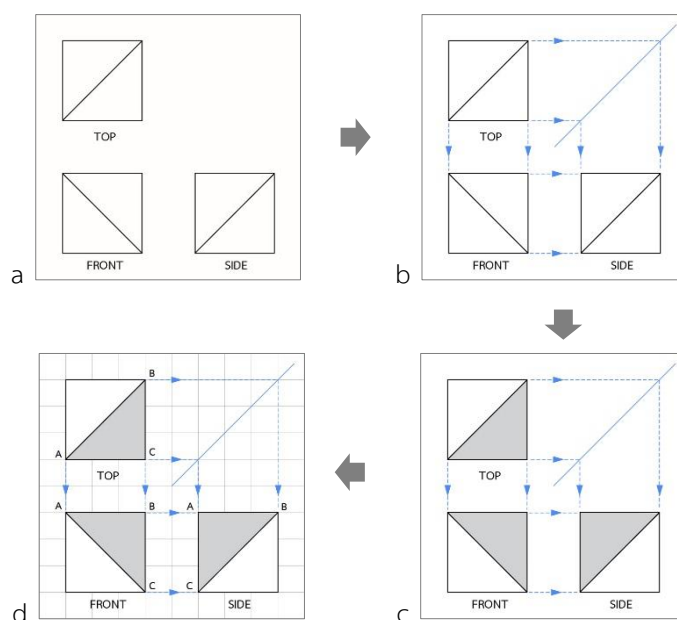 TOP
FRONT SIDE
a
TOP
FRONT SIDE
b
B
A C
TOP
A B A B
C C
FRONT SIDE
d
TOP
FRONT SIDE
c